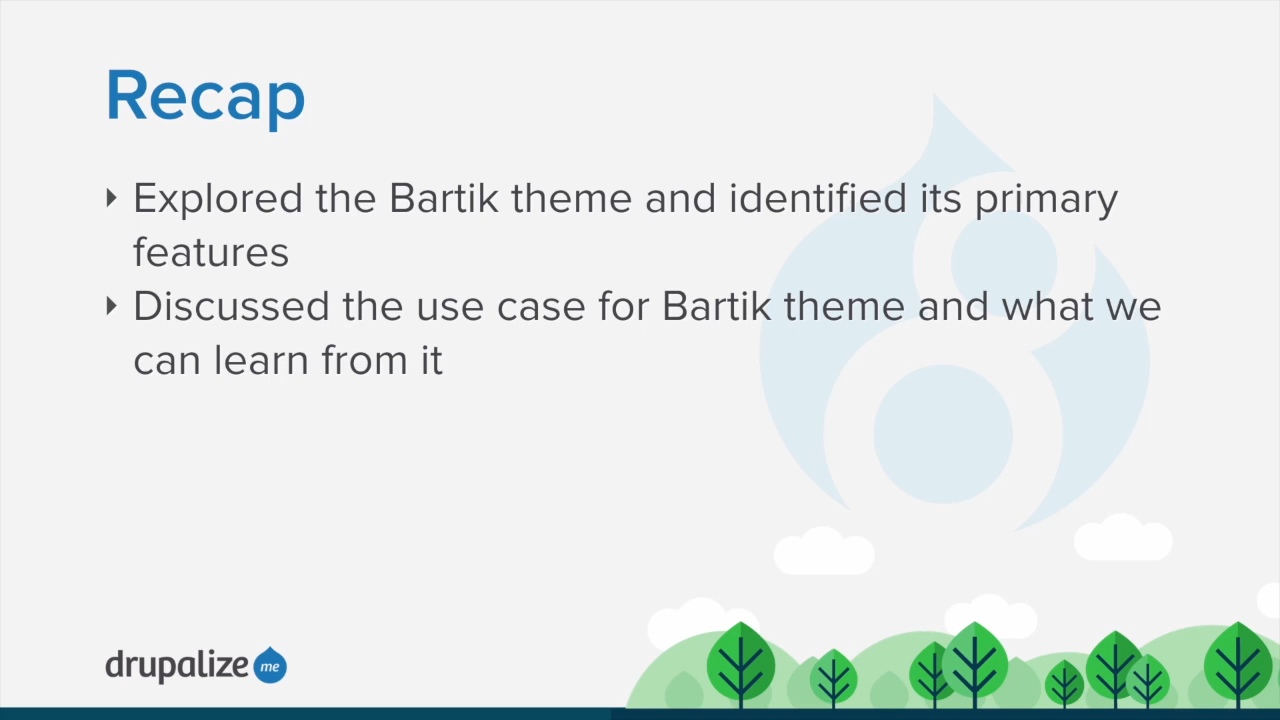 Recap
Explored the Bartik theme and identified its primary
features
Discussed the use case for Bartik theme and what we
can learn from it
drupalize me